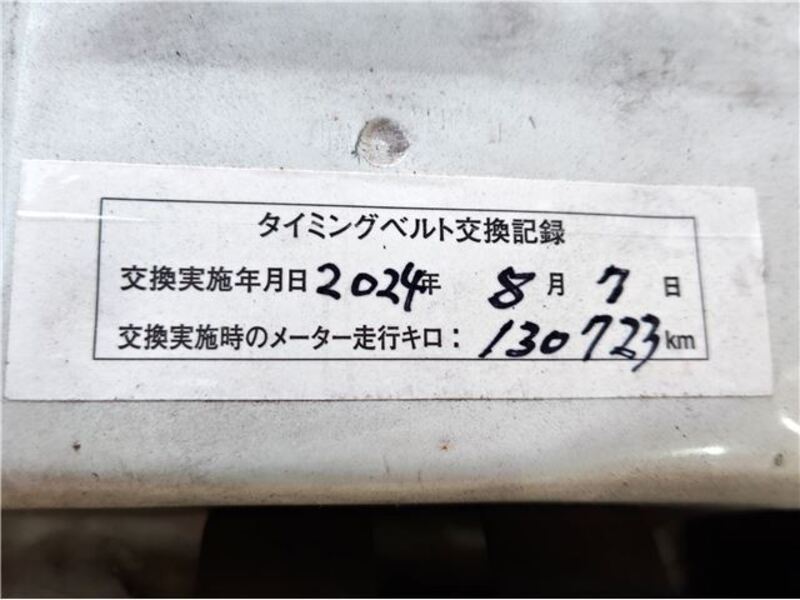 タイミングベルト交換記録
交換実施年月日 2024年 8月 7日
交換実施時のメーター走行キロ: 130723km